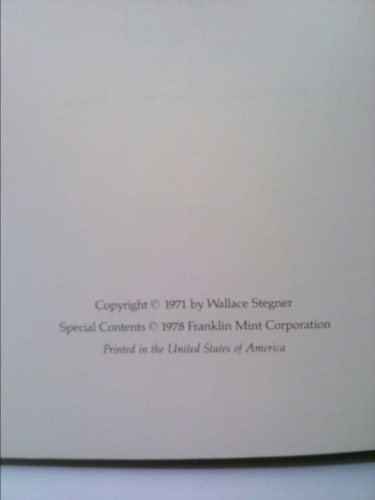 Copyright © 1971 by Wallace Stegner
Special Contents © 1978 Franklin Mint Corporation
Printed in the United States of America